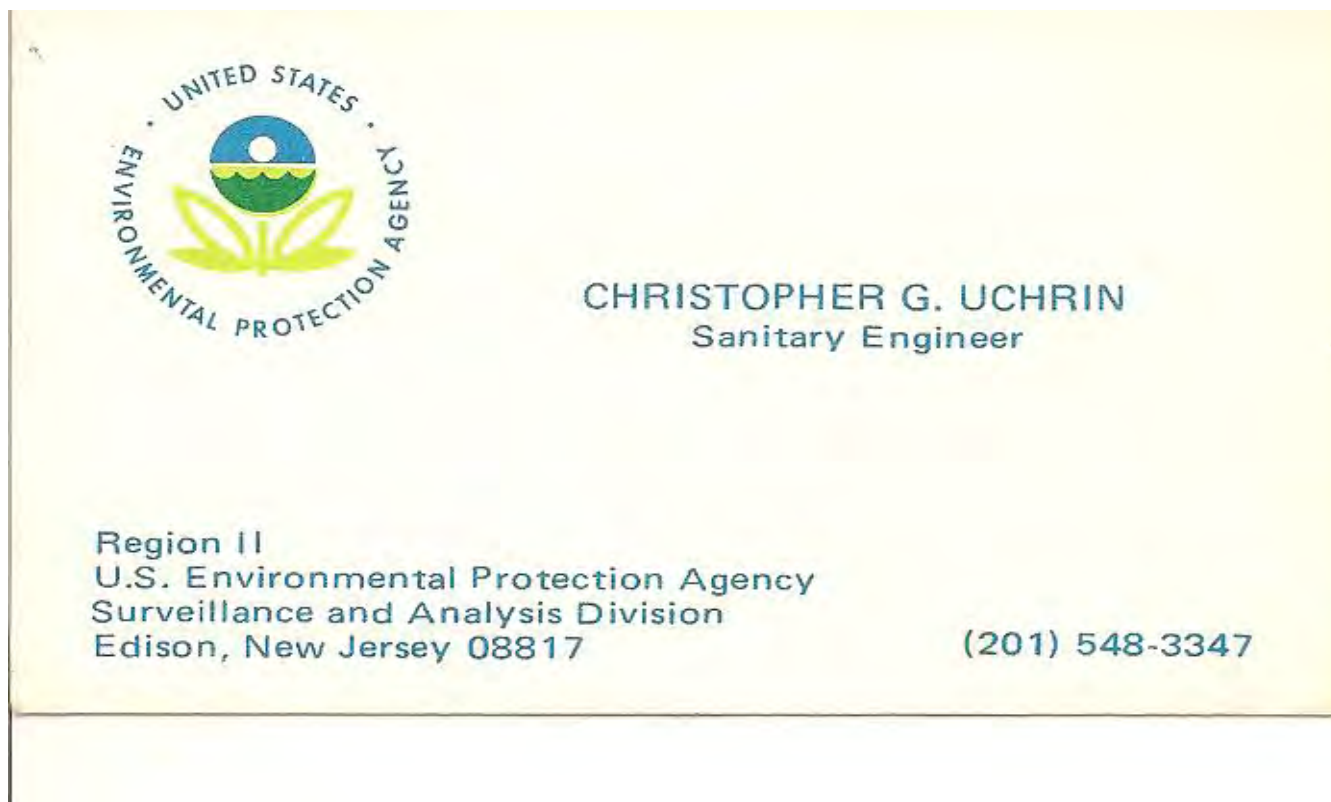 · UNITED STATES ·
ENVIRONMENTAL PROTECTION AGENCY
CHRISTOPHER G. UCHRIN
Sanitary Engineer
Region II
U.S. Environmental Protection Agency
Surveillance and Analysis Division
Edison, New Jersey 08817
(201) 548-3347